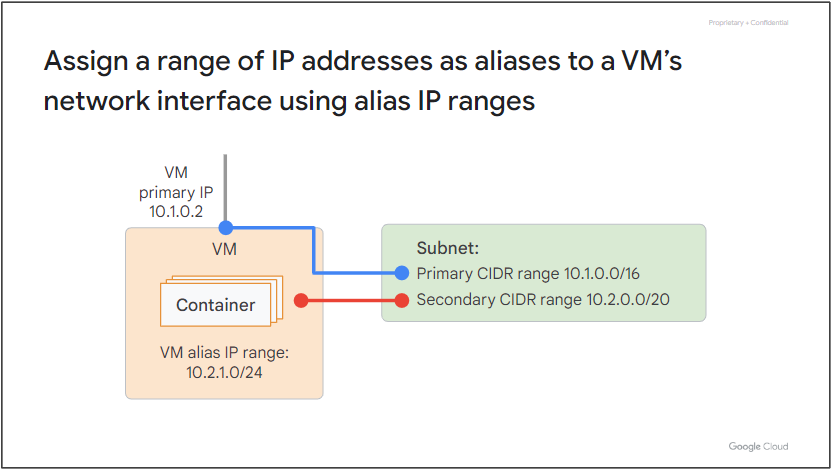 Proprietary + Confidential
Assign a range of IP addresses as aliases to a VM’s
network interface using alias IP ranges
VM
primary IP
10.1.0.2
VM
Container
VM alias IP range:
10.2.1.0/24
Subnet:
Primary CIDR range 10.1.0.0/16
Secondary CIDR range 10.2.0.0/20
Google Cloud